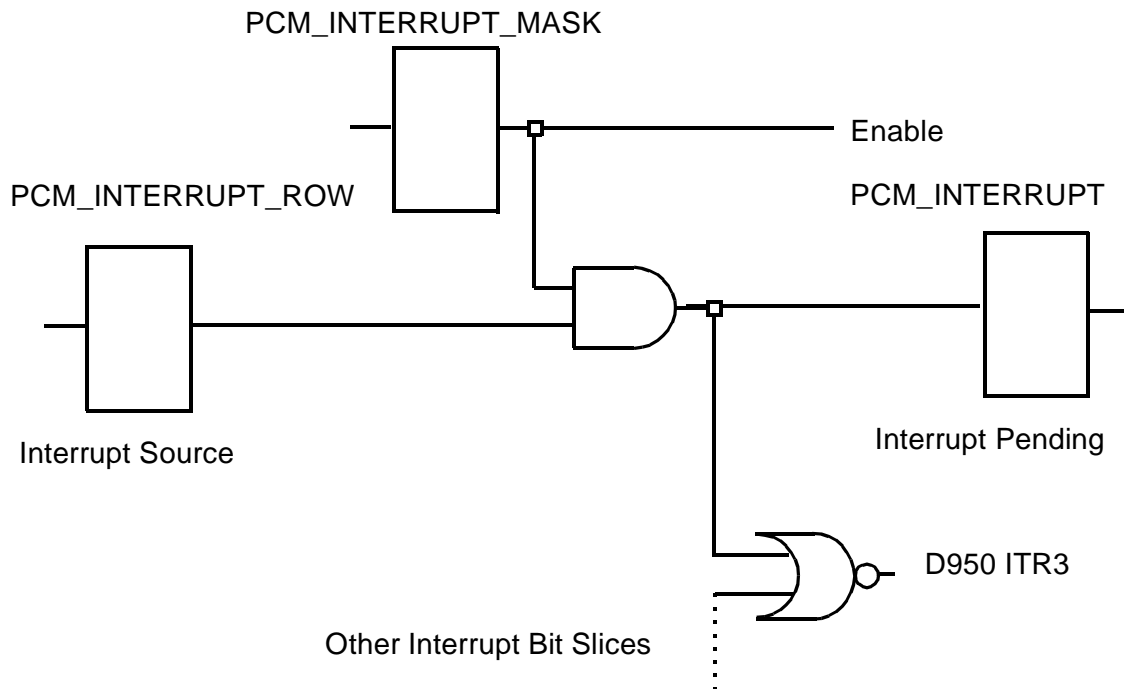 PCM_INTERRUPT_MASK
Enable
PCM_INTERRUPT_ROW
PCM_INTERRUPT
Interrupt Source
Interrupt Pending
D950 ITR3
Other Interrupt Bit Slices